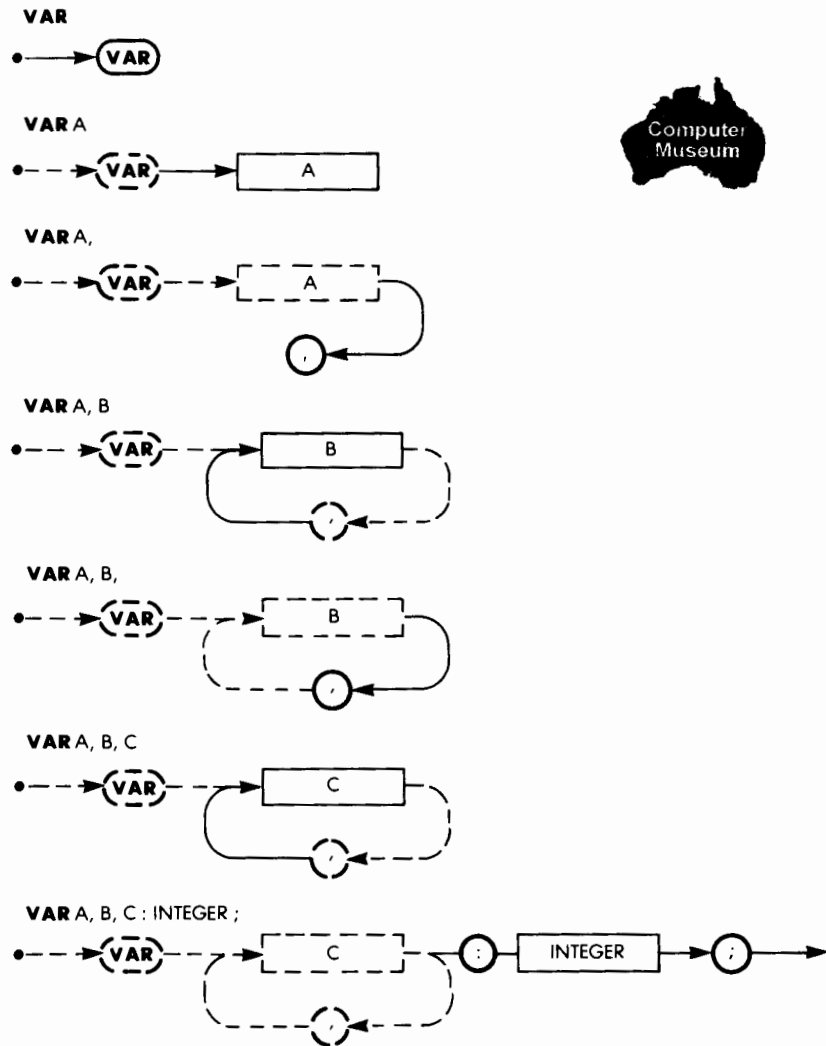 VAR
VAR
VAR A
VAR A
Computer
Museum
VAR A,
VAR A
,
VAR A, B
VAR B
,
VAR A, B,
VAR B
,
VAR A, B, C
VAR C
,
VAR A, B, C : INTEGER ;
VAR C : INTEGER ;
,